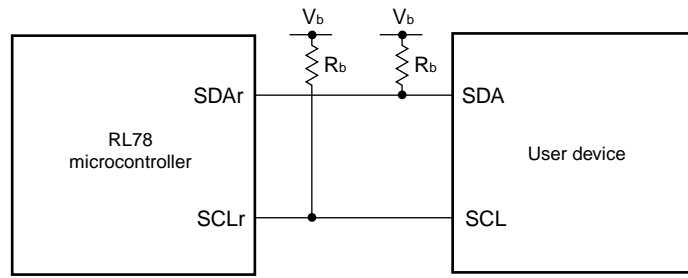 Vb
Vb
Rb
Rb
SDAr
SDA
RL78
microcontroller
User device
SCLr
SCL